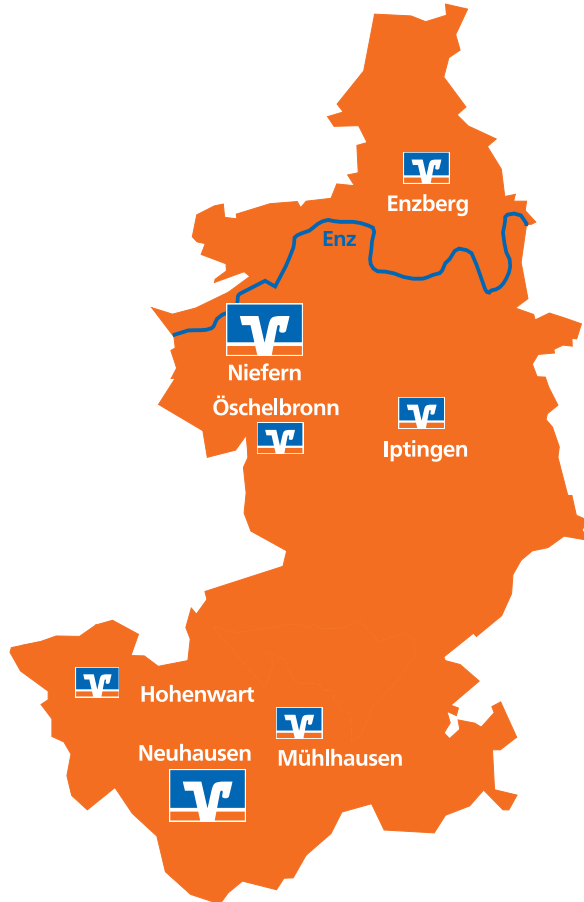 Enzberg
Enz
Niefern
Öschelbronn
Iptingen
Hohenwart
Neuhausen
Mühlhausen